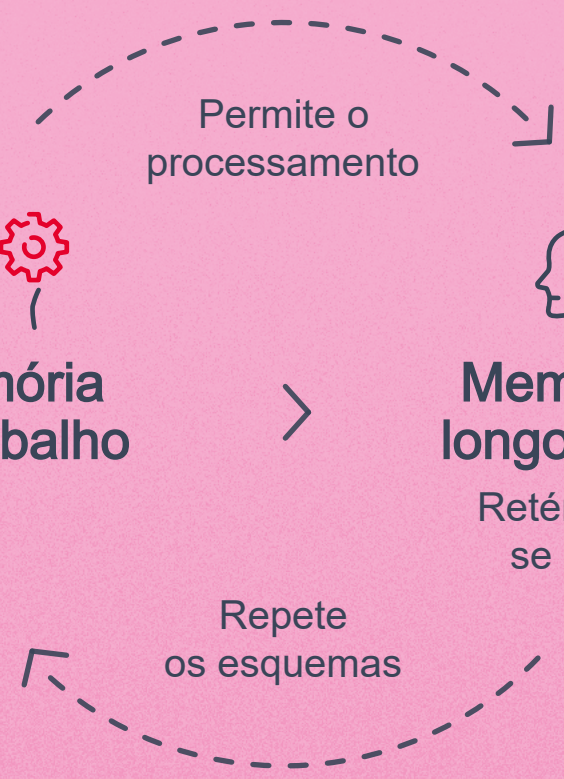 Permite o
processamento
mória
balho
Mem
longo
Reté
se
Repete
os esquemas